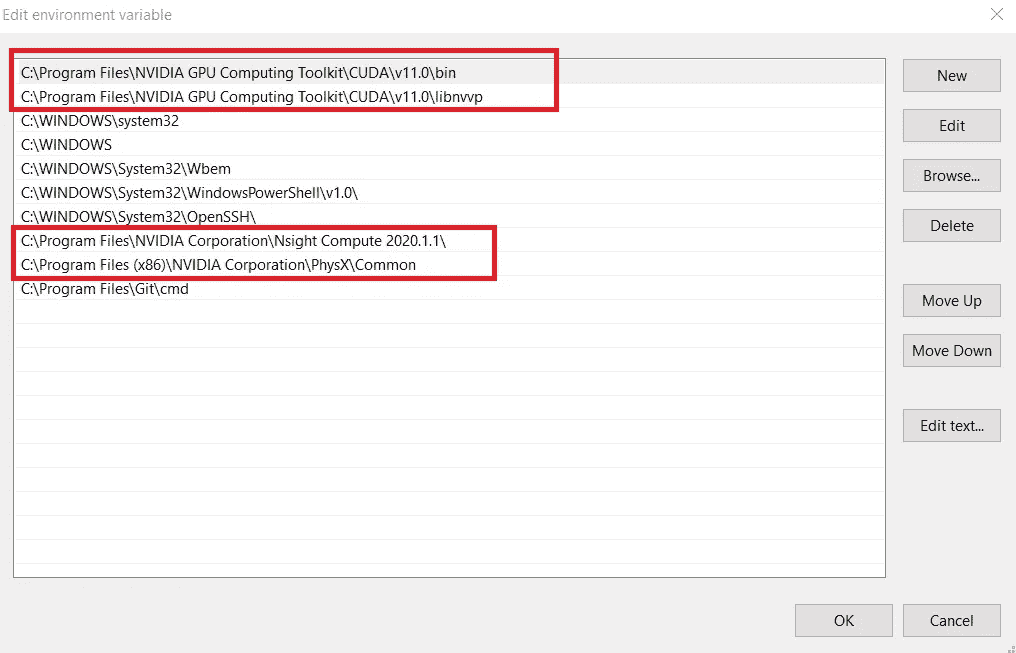 Edit environment variable
C:\Program Files\NVIDIA GPU Computing Toolkit\CUDA\v11.0\bin
C:\Program Files\NVIDIA GPU Computing Toolkit\CUDA\v11.0\libnvvp
C:\WINDOWS\system32
C:\WINDOWS
C:\WINDOWS\System32\Wbem
C:\WINDOWS\System32\WindowsPowerShell\v1.0\
C:\WINDOWS\System32\OpenSSH\
C:\Program Files\NVIDIA Corporation\Nsight Compute 2020.1.1\
C:\Program Files (x86)\NVIDIA Corporation\PhysX\Common
C:\Program Files\Git\cmd
New
Edit
Browse...
Delete
Move Up
Move Down
Edit text...
OK
Cancel